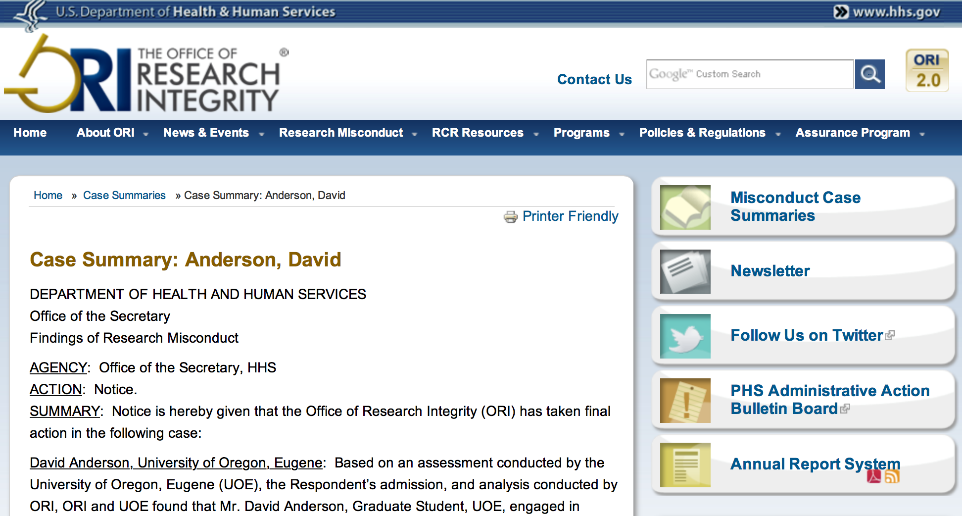 U.S. Department of Health & Human Services
www.hhs.gov
THE OFFICE OF
ORI RESEARCH ®
INTEGRITY
Contact Us
Google™ Custom Search
ORI
2.0
Home About ORI News & Events Research Misconduct RCR Resources Programs Policies & Regulations Assurance Program
Home » Case Summaries » Case Summary: Anderson, David
Printer Friendly
Case Summary: Anderson, David
DEPARTMENT OF HEALTH AND HUMAN SERVICES
Office of the Secretary
Findings of Research Misconduct
AGENCY: Office of the Secretary, HHS
ACTION: Notice.
SUMMARY: Notice is hereby given that the Office of Research Integrity (ORI) has taken final
action in the following case:
David Anderson, University of Oregon, Eugene: Based on an assessment conducted by the
University of Oregon, Eugene (UOE), the Respondent's admission, and analysis conducted by
ORI, ORI and UOE found that Mr. David Anderson, Graduate Student, UOE, engaged in
Misconduct Case
Summaries
Newsletter
Follow Us on Twitter
PHS Administrative Action
Bulletin Board
Annual Report System